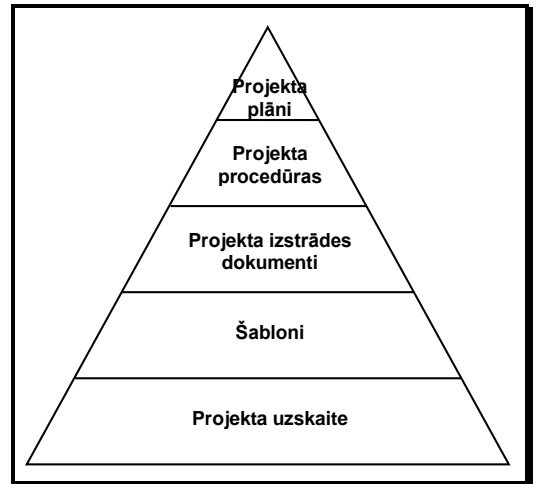 Projekta
plāni
Projekta
procedūras
Projekta izstrādes
dokumenti
Šabloni
Projekta uzskaite